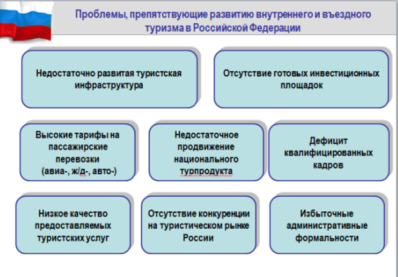 Проблемы, препятствующие развитию внутреннего и въездного
туризма в Российской Федерации
Недостаточно развитая туристская
инфраструктура
Отсутствие готовых инвестиционных
площадок
Высокие тарифы на
пассажирские
перевозки
(авиа-, ж/д-, авто-)
Недостаточное
продвижение
национального
турпродукта
Дефицит
квалифицированных
кадров
Низкое качество
предоставляемых
туристских услуг
Отсутствие конкуренции
на туристическом рынке
России
Избыточные
административные
формальности